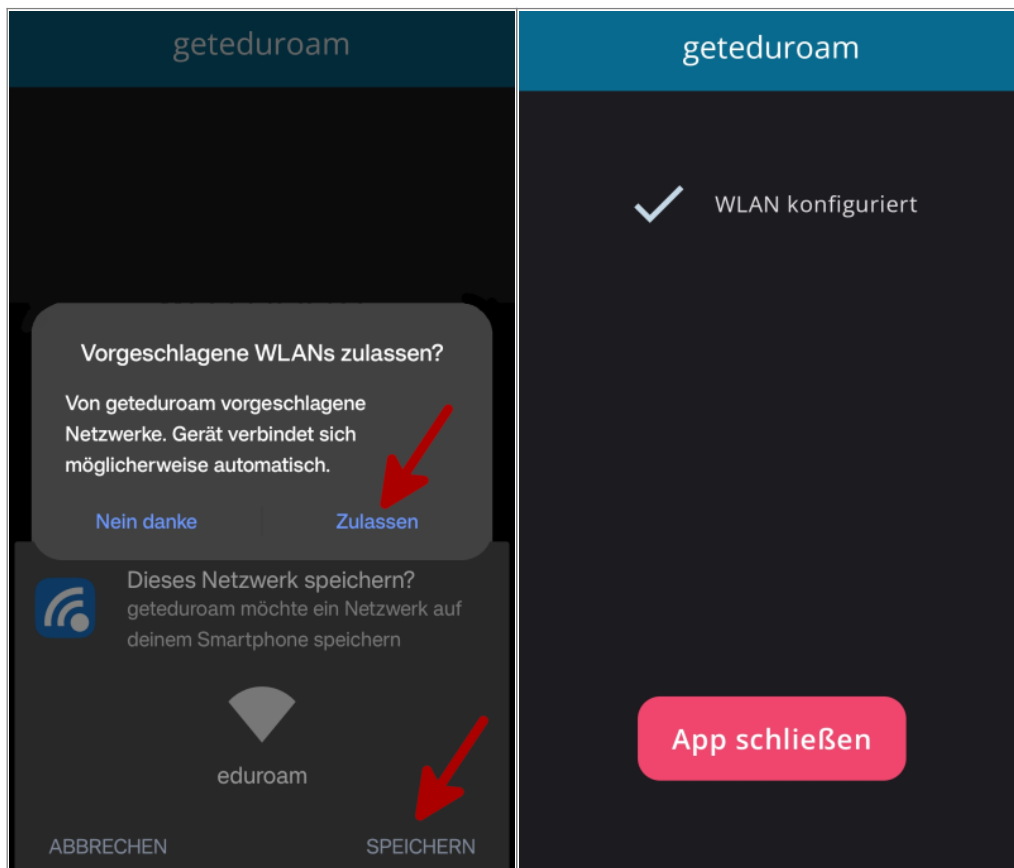 geteduroam
Vorgeschlagene WLANs zulassen?
Von geteduroam vorgeschlagene
Netzwerke. Gerät verbindet sich
möglicherweise automatisch.
Nein danke
Zulassen
Dieses Netzwerk speichern?
geteduroam möchte ein Netzwerk auf
deinem Smartphone speichern
eduroam
ABBRECHEN
SPEICHERN
geteduroam
WLAN konfiguriert
App schließen